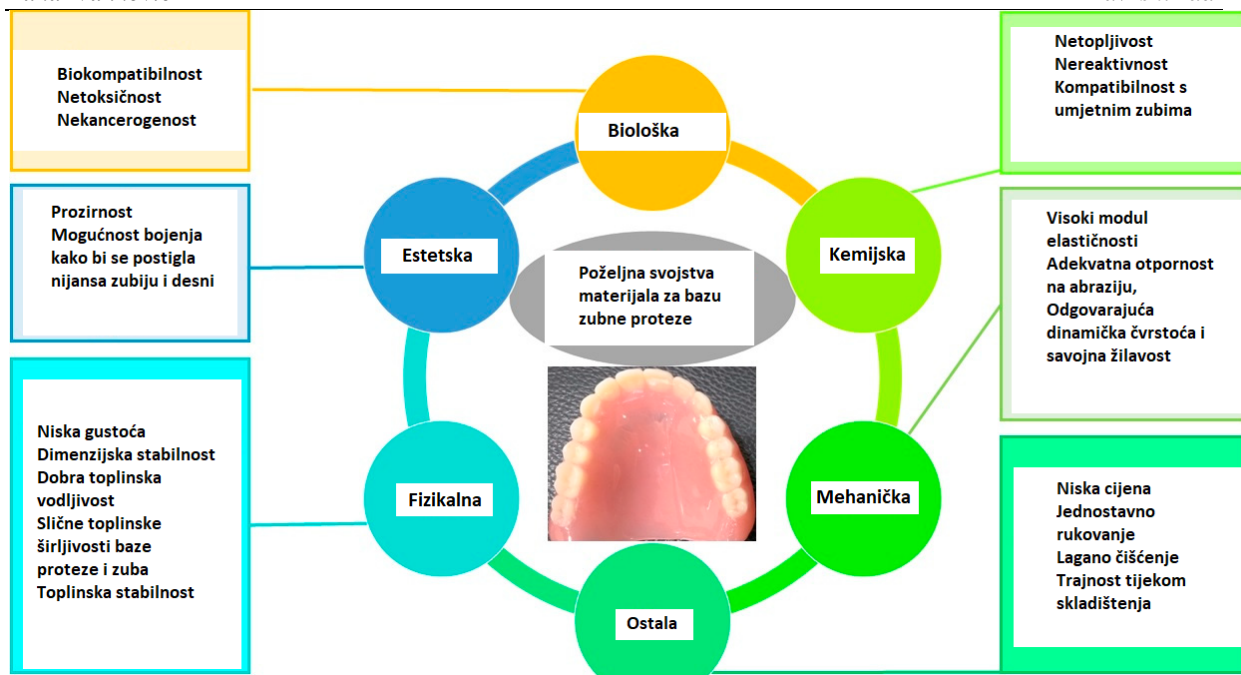 Biokompatibilnost
Netoksičnost
Nekancerogenost
Biološka
Netopljivost
Nereaktivnost
Kompatibilnost s
umjetnim zubima
Prozirnost
Mogućnost bojenja
kako bi se postigla
nijansa zubiju i desni
Estetska
Poželjna svojstva
materijala za bazu
zubne proteze
Kemijska
Visoki modul
elastičnosti
Adekvatna otpornost
na abraziju,
Odgovarajuća
dinamička čvrstoća i
savojna žilavost
Niska gustoća
Dimenzijska stabilnost
Dobra toplinska
vodljivost
Slične toplinske
širljivosti baze
proteze i zuba
Toplinska stabilnost
Fizikalna
Mehanička
Ostala
Niska cijena
Jednostavno
rukovanje
Lagano čišćenje
Trajnost tijekom
skladištenja